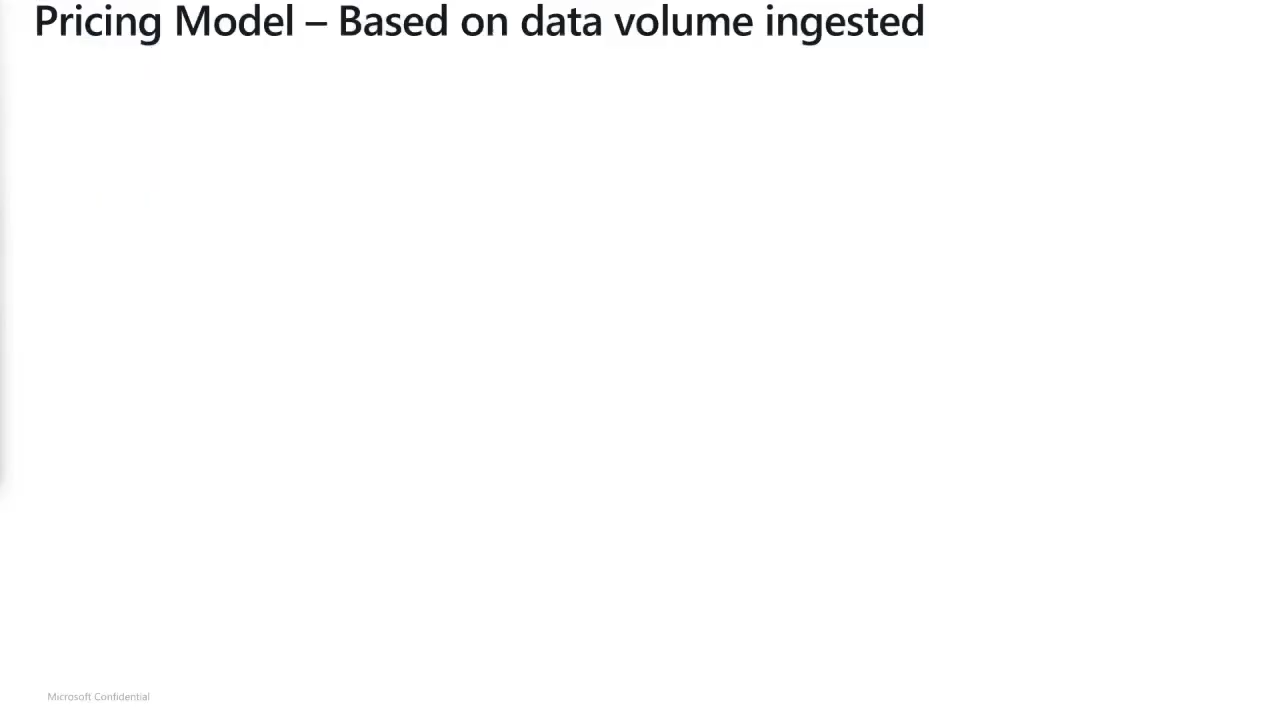 Pricing Model – Based on data volume ingested
Microsoft Confidential